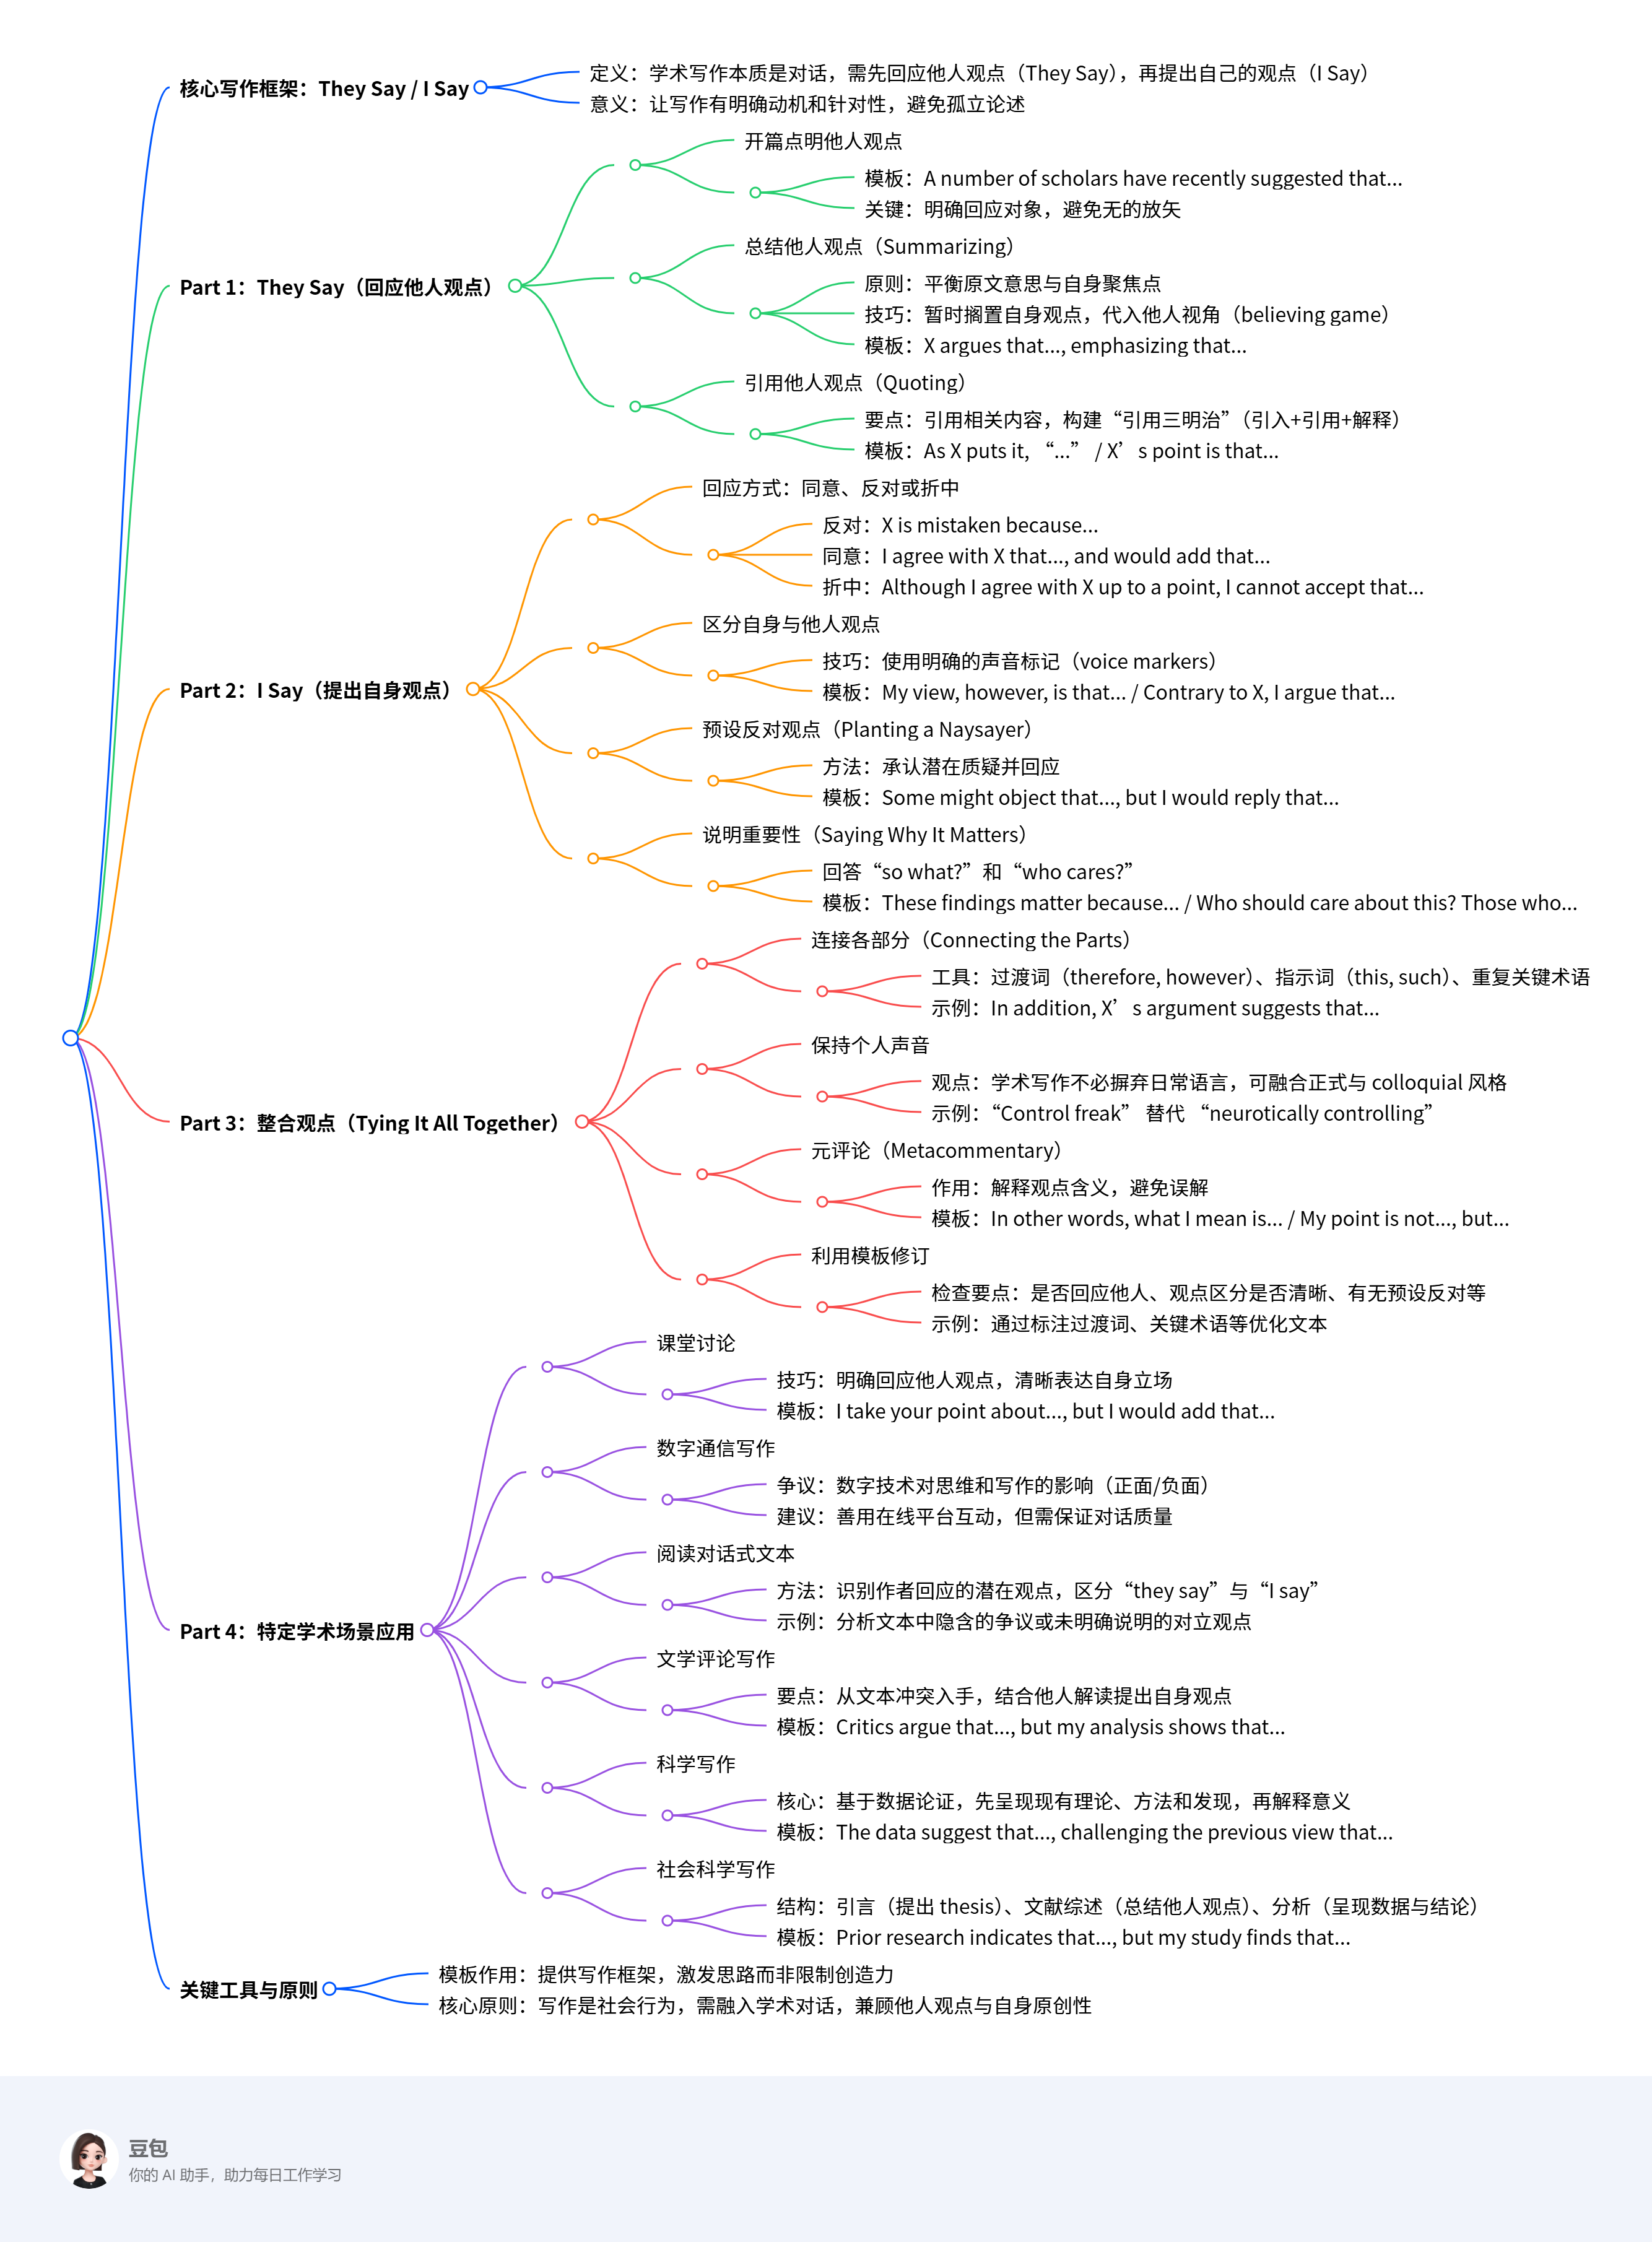 核心写作框架：They Say / I Say
定义：学术写作本质是对话，需先回应他人观点（They Say），再提出自己的观点（I Say）
意义：让写作有明确动机和针对性，避免孤立论述
Part 1：They Say（回应他人观点）
开篇点明他人观点
模板：A number of scholars have recently suggested that...
关键：明确回应对象，避免无的放矢
总结他人观点（Summarizing）
原则：平衡原文意思与自身聚焦点
技巧：暂时搁置自身观点，代入他人视角（believing game）
模板：X argues that..., emphasizing that...
引用他人观点（Quoting）
要点：引用相关内容，构建“引用三明治”（引入+引用+解释）
模板：As X puts it, “...” / X’s point is that...
Part 2：I Say（提出自身观点）
回应方式：同意、反对或折中
反对：X is mistaken because...
同意：I agree with X that..., and would add that...
折中：Although I agree with X up to a point, I cannot accept that...
区分自身与他人观点
技巧：使用明确的声音标记（voice markers）
模板：My view, however, is that... / Contrary to X, I argue that...
预设反对观点（Planting a Naysayer）
方法：承认潜在质疑并回应
模板：Some might object that..., but I would reply that...
说明重要性（Saying Why It Matters）
回答“so what?”和“who cares?”
模板：These findings matter because... / Who should care about this? Those who...
Part 3：整合观点（Tying It All Together）
连接各部分（Connecting the Parts）
工具：过渡词（therefore, however）、指示词（this, such）、重复关键术语
示例：In addition, X’s argument suggests that...
保持个人声音
观点：学术写作不必摒弃日常语言，可融合正式与 colloquial 风格
示例：“Control freak” 替代 “neurotically controlling”
元评论（Metacommentary）
作用：解释观点含义，避免误解
模板：In other words, what I mean is... / My point is not..., but...
利用模板修订
检查要点：是否回应他人、观点区分是否清晰、有无预设反对等
示例：通过标注过渡词、关键术语等优化文本
Part 4：特定学术场景应用
课堂讨论
技巧：明确回应他人观点，清晰表达自身立场
模板：I take your point about..., but I would add that...
数字通信写作
争议：数字技术对思维和写作的影响（正面/负面）
建议：善用在线平台互动，但需保证对话质量
阅读对话式文本
方法：识别作者回应的潜在观点，区分“they say”与“I say”
示例：分析文本中隐含的争议或未明确说明的对立观点
文学评论写作
要点：从文本冲突入手，结合他人解读提出自身观点
模板：Critics argue that..., but my analysis shows that...
科学写作
核心：基于数据论证，先呈现现有理论、方法和发现，再解释意义
模板：The data suggest that..., challenging the previous view that...
社会科学写作
结构：引言（提出 thesis）、文献综述（总结他人观点）、分析（呈现数据与结论）
模板：Prior research indicates that..., but my study finds that...
关键工具与原则
模板作用：提供写作框架，激发思路而非限制创造力
核心原则：写作是社会行为，需融入学术对话，兼顾他人观点与自身原创性
豆包
你的 AI 助手，助力每日工作学习